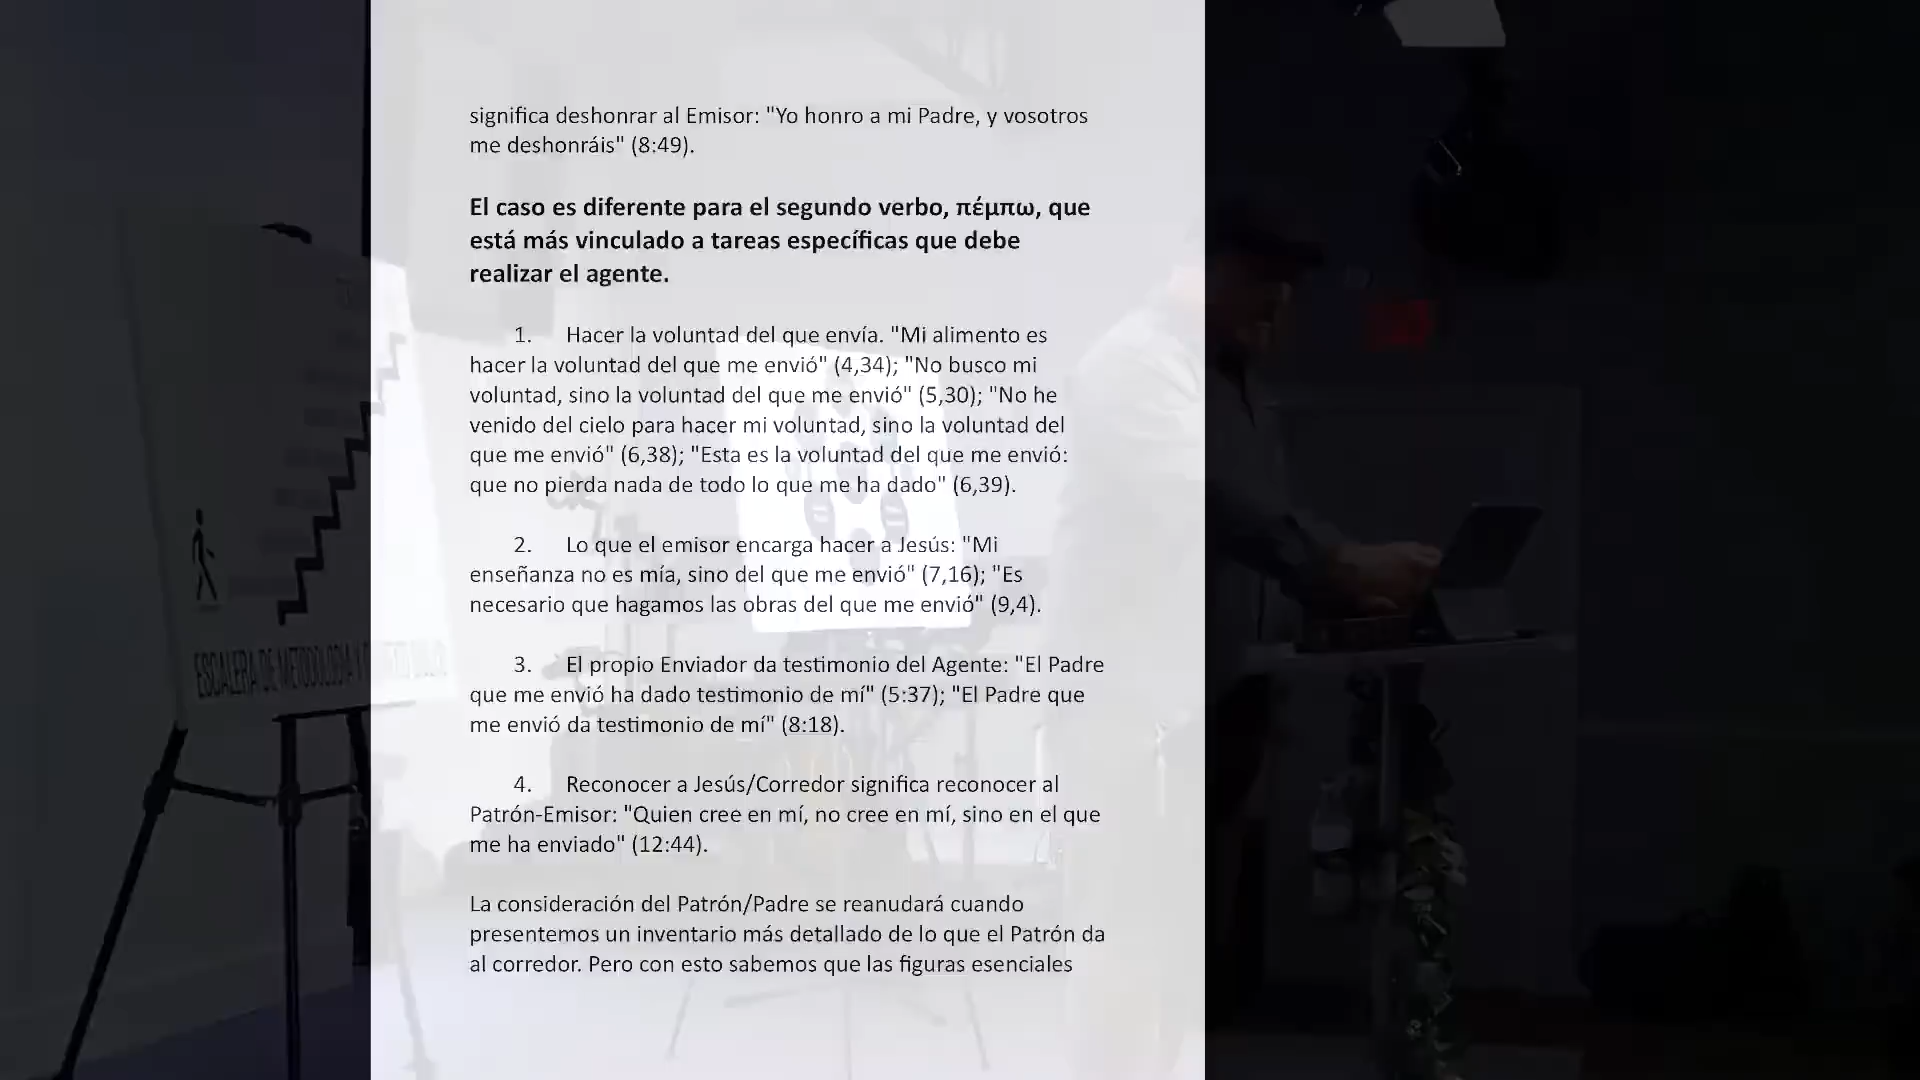 significa deshonrar al Emisor: "Yo honro a mi Padre, y vosotros
me deshonráis" (8:49).
El caso es diferente para el segundo verbo, πέμπω, que
está más vinculado a tareas específicas que debe
realizar el agente.
1. Hacer la voluntad del que envía. "Mi alimento es
hacer la voluntad del que me envió" (4,34); "No busco mi
voluntad, sino la voluntad del que me envió" (5,30); "No he
venido del cielo para hacer mi voluntad, sino la voluntad del
que me envió" (6,38); "Esta es la voluntad del que me envió:
que no pierda nada de todo lo que me ha dado" (6,39).
2. Lo que el emisor encarga hacer a Jesús: "Mi
enseñanza no es mía, sino del que me envió" (7,16); "Es
necesario que hagamos las obras del que me envió" (9,4).
3. El propio Enviador da testimonio del Agente: "El Padre
que me envió ha dado testimonio de mí" (5:37); "El Padre que
me envió da testimonio de mí" (8:18).
4. Reconocer a Jesús/Corredor significa reconocer al
Patrón-Emisor: "Quien cree en mí, no cree en mí, sino en el que
me ha enviado" (12:44).
La consideración del Patrón/Padre se reanudará cuando
presentemos un inventario más detallado de lo que el Patrón da
al corredor. Pero con esto sabemos que las figuras esenciales
ESCALERA DE METODOLOGIA Y